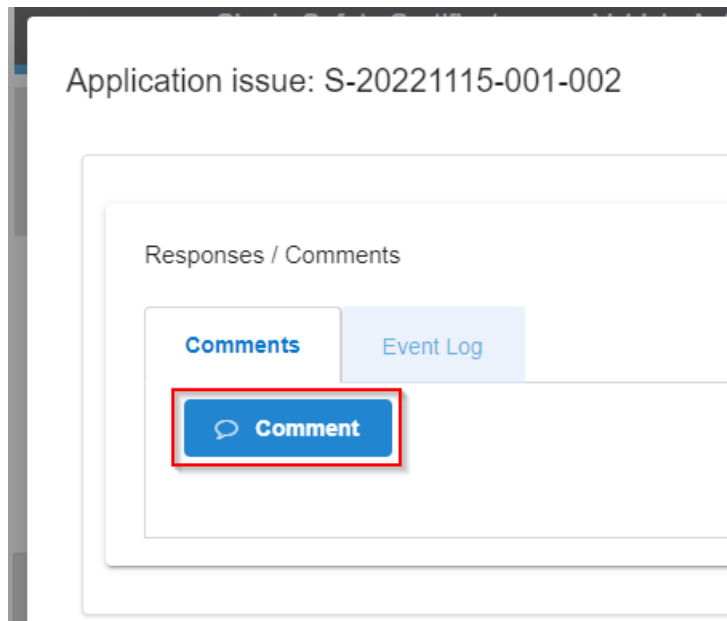 Application issue: S-20221115-001-002
Responses / Comments
Comments Event Log
Comment